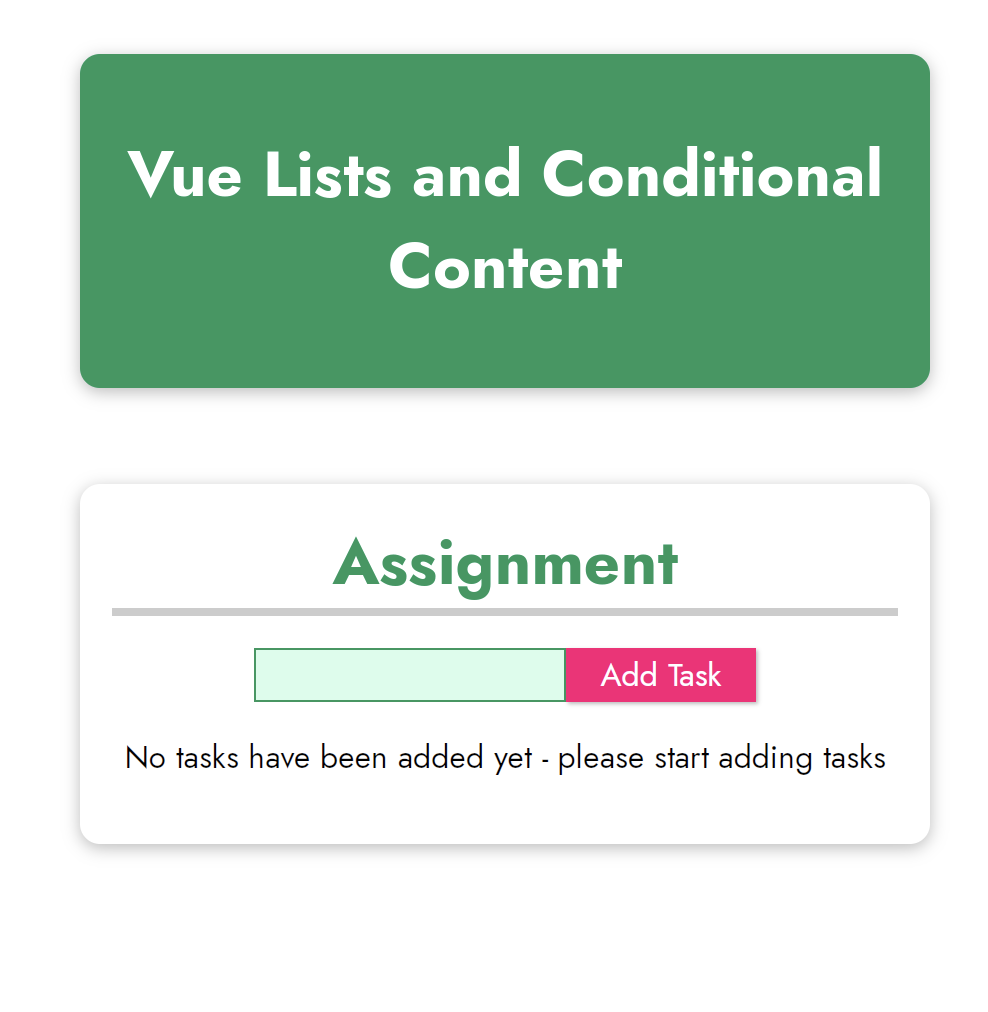 Vue Lists and Conditional
Content
Assignment
Add Task
No tasks have been added yet - please start adding tasks